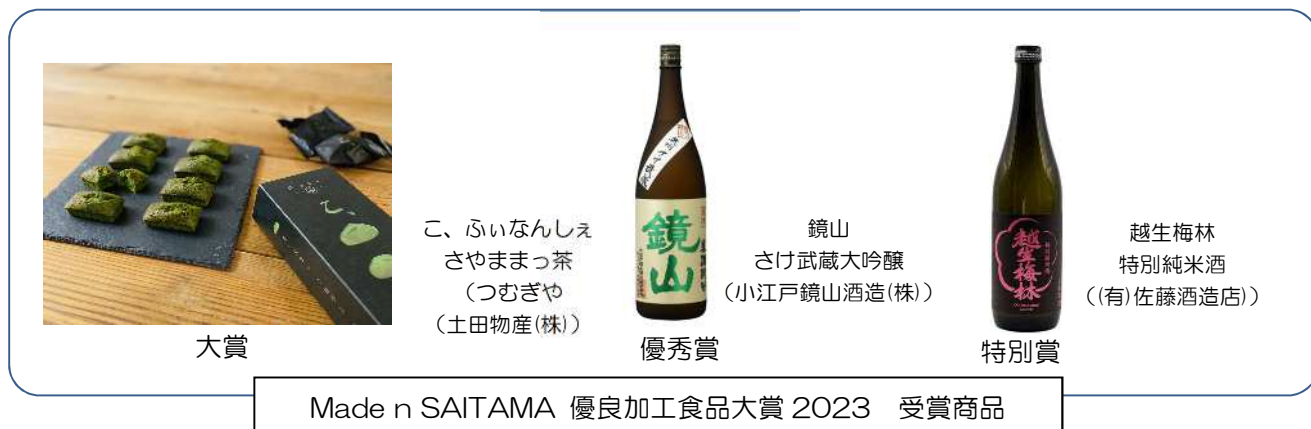 こ、ふぃなんしぇ
さやままっ茶
（つむぎや
（土田物産(株)）
大賞
鏡山
鏡山
さけ武蔵大吟醸
（小江戸鏡山酒造(株)）
優秀賞
越生梅林
越生梅林
特別純米酒
（(有)佐藤酒造店)）
特別賞
Made n SAITAMA 優良加工食品大賞 2023　受賞商品